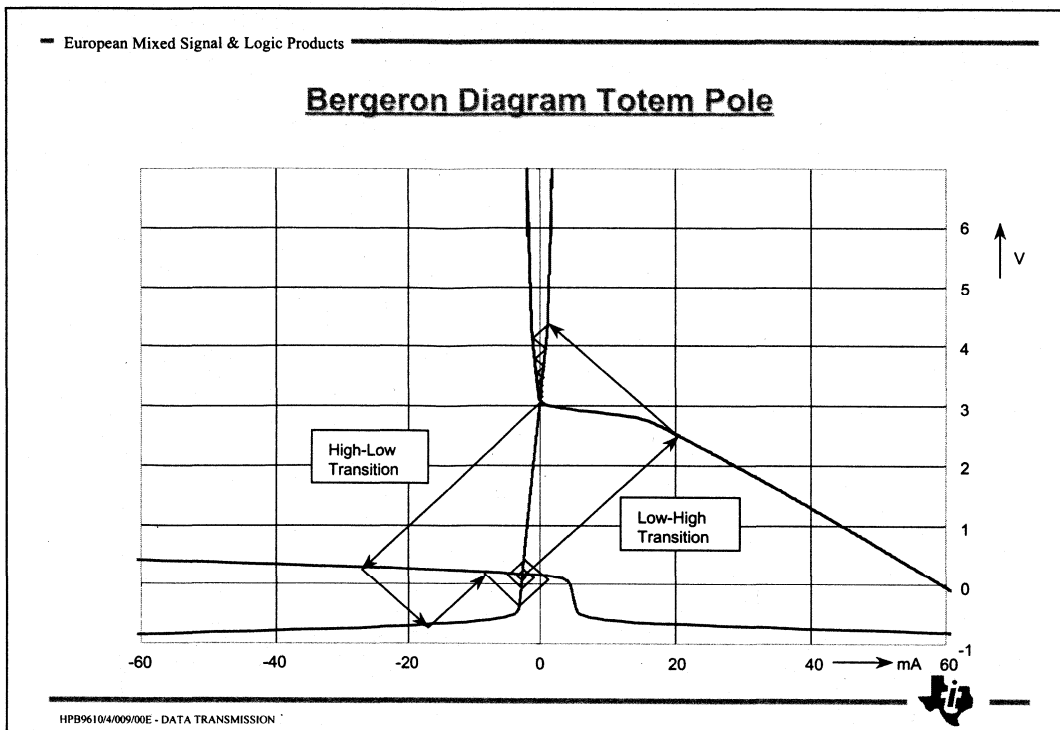 European Mixed Signal & Logic Products
Bergeron Diagram Totem Pole
6
V
5
4
3
High-Low
Transition
2
Low-High
Transition
1
0
-1
-60
-40
-20
0
20
40
mA
60
HPB9610/4/009/00E - DATA TRANSMISSION